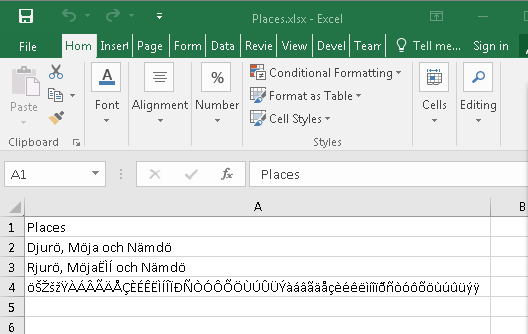 Places.xlsx - Excel
File Hom Insert Page Form Data Revie View Devel Team Tell me... Sign in
Paste Font Alignment Number Conditional Formatting Format as Table Cell Styles Cells Editing
Clipboard Styles
A1 fx Places
A B
1 Places
2 Djurö, Möja och Nämdö
3 Rjurö, MöjaËÌÍ och Nämdö
4 öŠŽšžŸÀÁÂÃÄÅÇÈÉÊËÌÍÎÏÐÑÒÓÔÕÖÙÚÛÜÝàáâãäåçèéêëìíîïðñòóôõöùúûüýÿ
5
6